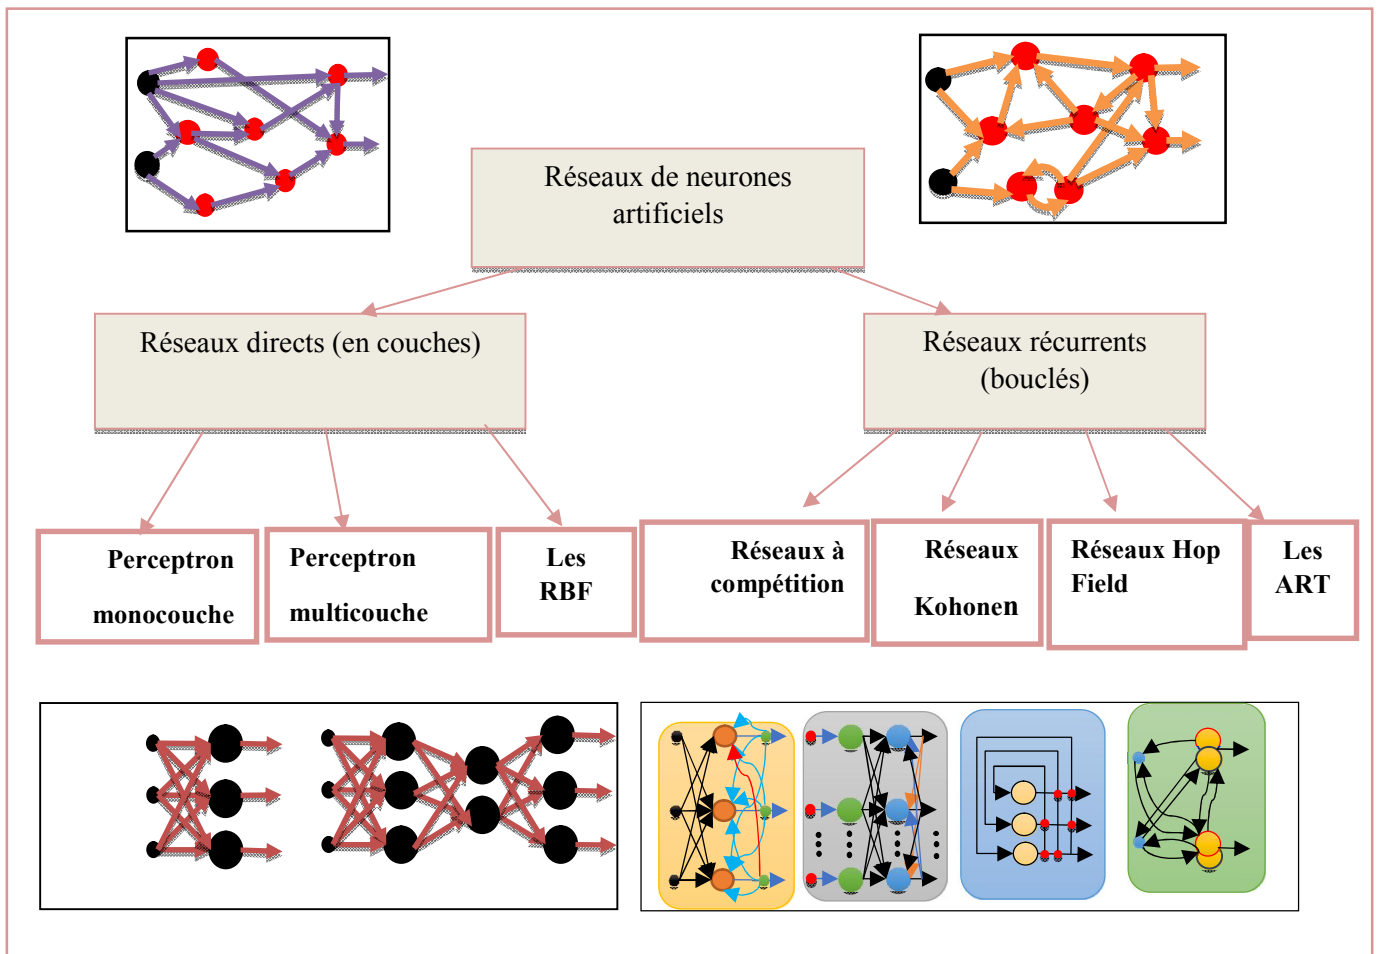 Réseaux de neurones
artificiels
Réseaux directs (en couches)
Réseaux récurrents
(bouclés)
Perceptron
monocouche
Perceptron
multicouche
Les
RBF
Réseaux à
compétition
Réseaux
Kohonen
Réseaux Hop
Field
Les
ART